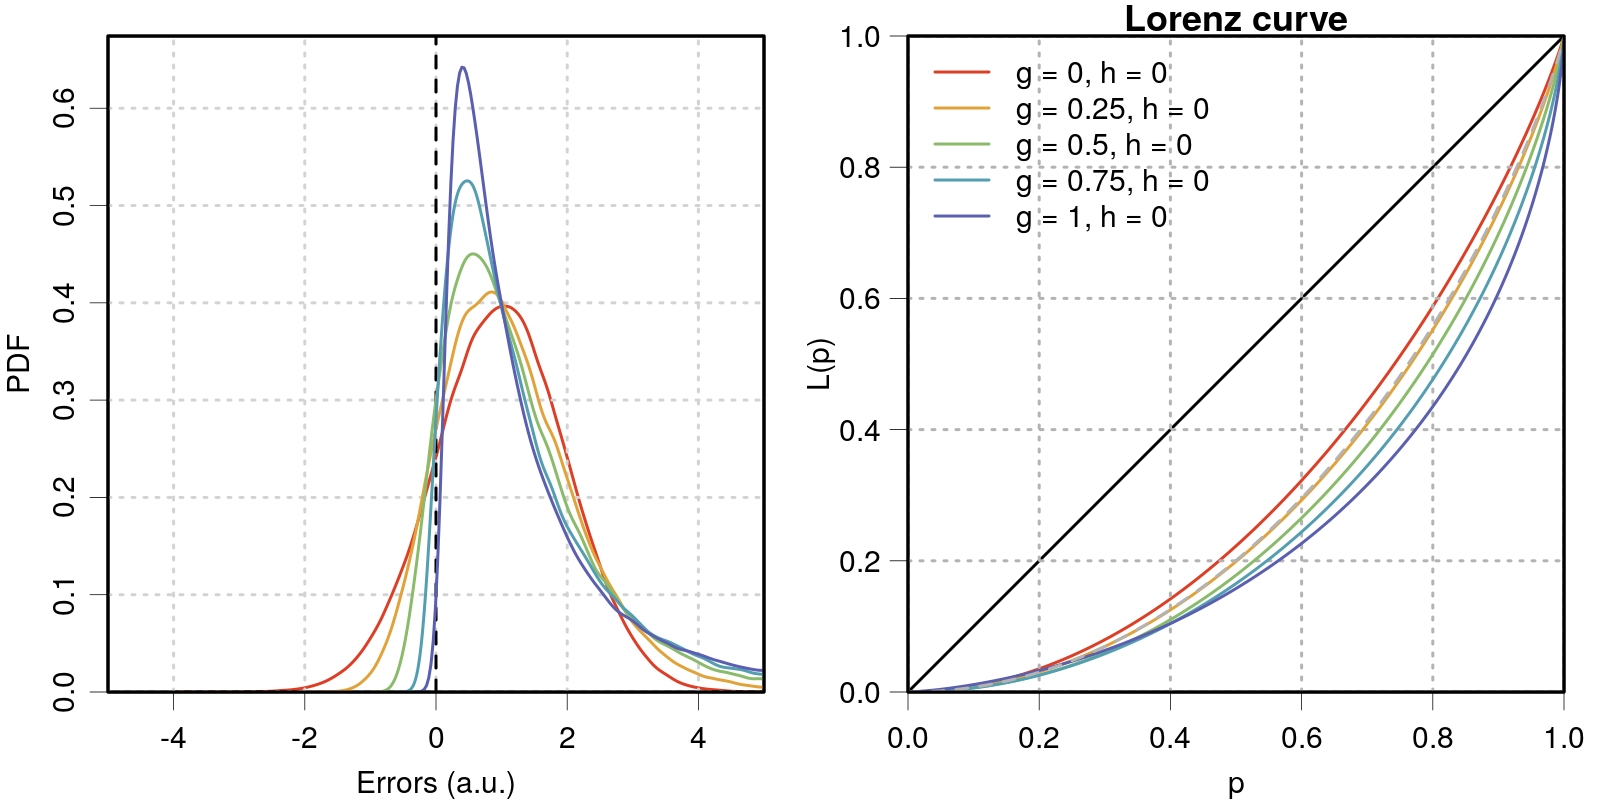 PDF
0.6
0.5
0.4
0.3
0.2
0.1
0.0
-4 -2 0 2 4
Errors (a.u.)
Lorenz curve
g = 0, h = 0
g = 0.25, h = 0
g = 0.5, h = 0
g = 0.75, h = 0
g = 1, h = 0
L(p)
1.0
0.8
0.6
0.4
0.2
0.0
0.0 0.2 0.4 0.6 0.8 1.0
p